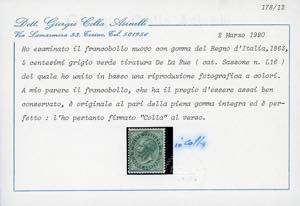 178/12
Dott. Giorgio Colla Asinelli
Via Lamarmora 33. Torino. Tel. 501956
2 Marzo 1990
Ho esaminato il francobollo nuovo con gomma del Regno d'Italia, 1863,
5 centesimi grigio verde tiratura De La Rue ( cat. Sassone n. L16 )
del quale ho unito in basso una riproduzione fotografica a colori.
A mio parere il francobollo, che ha il pregio d'essere assai ben
conservato, è originale al pari della piena gomma integra ed è per=
fetto : l'ho pertanto firmato "Colla" al verso.